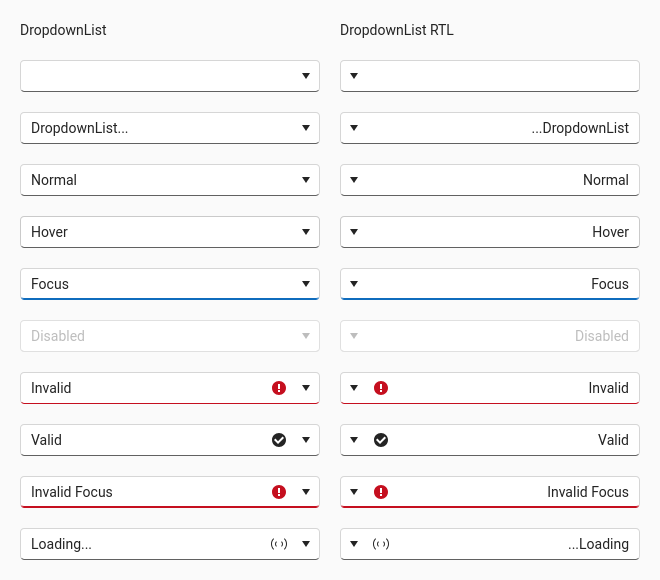 DropdownList
DropdownList RTL
DropdownList...
...DropdownList
Normal
Normal
Hover
Hover
Focus
Focus
Disabled
Disabled
Invalid
Invalid
Valid
Valid
Invalid Focus
Invalid Focus
Loading...
...Loading